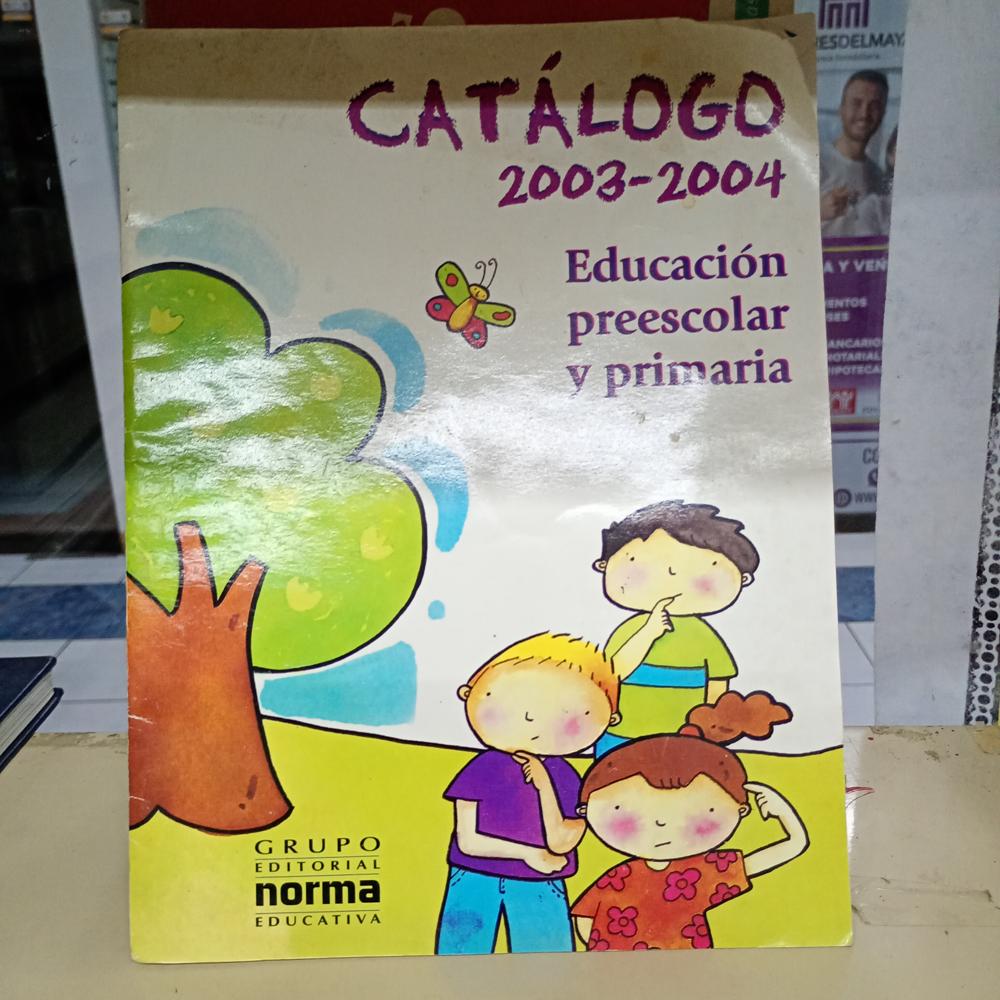 CATÁLOGO
2003-2004
Educación
preescolar
y primaria
GRUPO
EDITORIAL
norma
EDUCATIVA